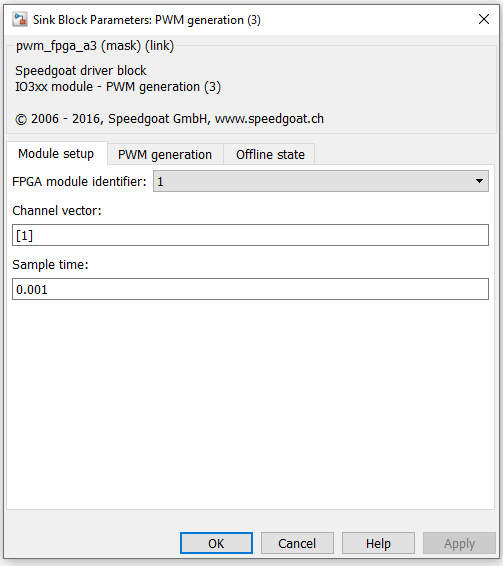 Sink Block Parameters: PWM generation (3)
pwm_fpga_a3 (mask) (link)
Speedgoat driver block
IO3xx module - PWM generation (3)
© 2006 - 2016, Speedgoat GmbH, www.speedgoat.ch
Module setup PWM generation Offline state
FPGA module identifier: 1
Channel vector:
[1]
Sample time:
0.001
OK Cancel Help Apply